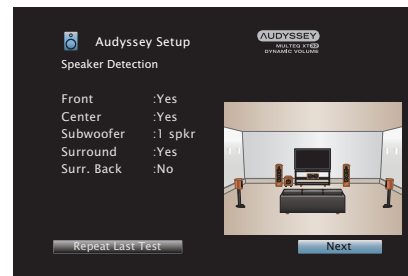 Audyssey Setup
AUDYSSEY
MULTEQ XT32
DYNAMIC VOLUME
Speaker Detection
Front :Yes
Center :Yes
Subwoofer :1 spkr
Surround :Yes
Surr. Back :No
Repeat Last Test
Next